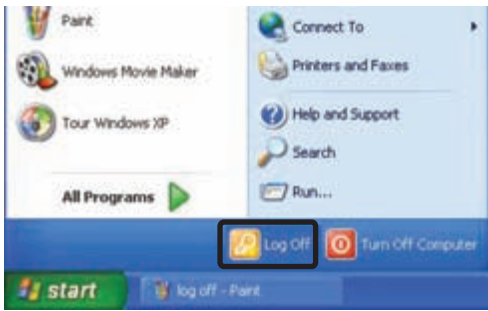 Paint
Windows Movie Maker
Tour Windows XP
All Programs
Connect To
Printers and Faxes
Help and Support
Search
Run...
Log Off
Turn Off Computer
start
log off - Paint